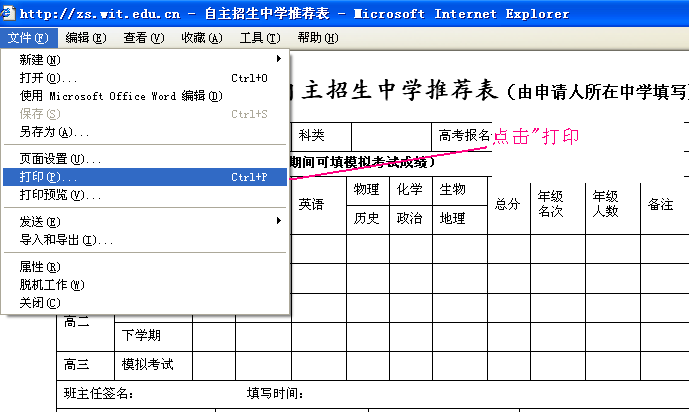 http://zs.wit.edu.cn - 自主招生中学推荐表 - Microsoft Internet Explorer
文件(F) 编辑(E) 查看(V) 收藏(A) 工具(T) 帮助(H)
新建(N)
打开(O)... Ctrl+O
使用 Microsoft Office Word 编辑(D)
保存(S) Ctrl+S
另存为(A)...
页面设置(U)...
打印(P)... Ctrl+P
打印预览(V)...
发送(E)
导入和导出(I)...
属性(R)
脱机工作(W)
关闭(C)
自主招生中学推荐表(由申请人所在中学填写)
科类 高考报名
点击"打印
期间可填模拟考试成绩)
英语 物理 化学 生物 总分 年级名次 年级人数 备注
历史 政治 地理
高二
下学期
高三 模拟考试
班主任签名: 填写时间: